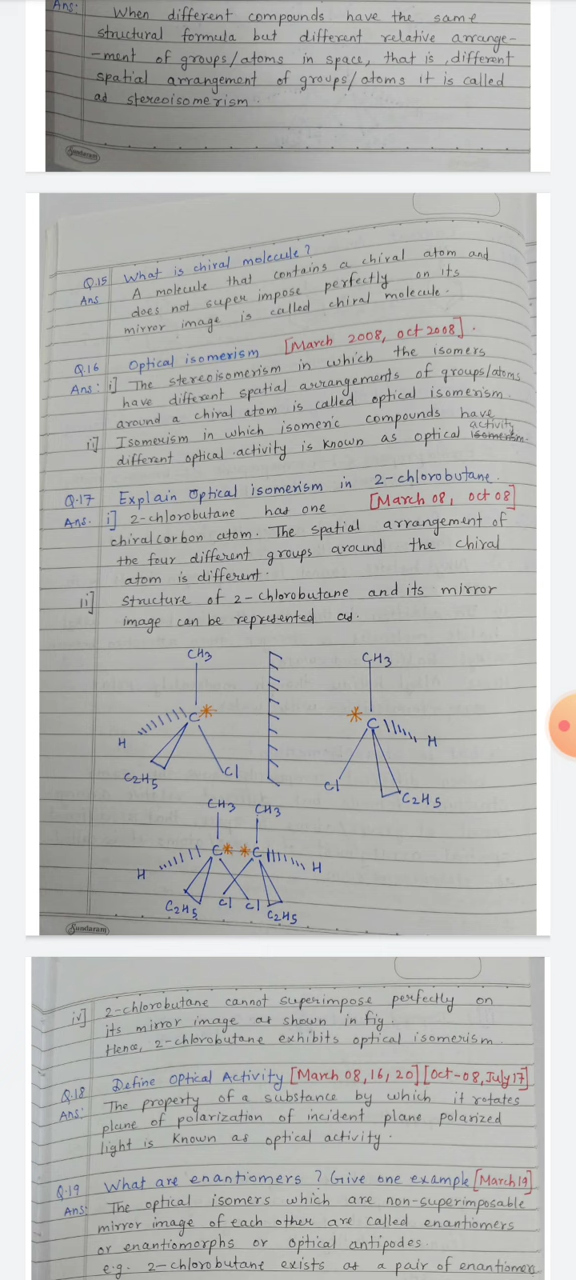 Ans:
When different compounds have the same
structural formula but different relative arrange-
-ment of groups/atoms in space, that is, different
spatial arrangement of groups/atoms it is called
as stereoisomerism.
Sundaram
Q.15 What is chiral molecule?
Ans A molecule that contains a chiral atom and
does not super impose perfectly on its
mirror image is called chiral molecule.
Q.16 Optical isomerism [March 2008, oct 2008].
Ans: i] The stereoisomerism in which the isomers
have different spatial arrangements of groups/atoms
around a chiral atom is called optical isomerism.
ii] Isomerism in which isomeric compounds have
different optical activity is known as optical activity
Q.17 Explain Optical isomerism in 2-chlorobutane.
Ans. i] 2-chlorobutane has one [March 08, oct 08]
chiral carbon atom. The spatial arrangement of
the four different groups around the chiral
atom is different.
ii] structure of 2-chlorobutane and its mirror
image can be represented as.
CH3 CH3
C* *C
H H
C2H5 Cl Cl C2H5
CH3 CH3
C* *C
H H
C2H5 Cl Cl C2H5
Sundaram
iv] 2-chlorobutane cannot superimpose perfectly on
its mirror image as shown in fig.
Hence, 2-chlorobutane exhibits optical isomerism
Q.18 Define Optical Activity [March 08, 16, 20] [Oct-08, July 17]
Ans: The property of a substance by which it rotates
plane of polarization of incident plane polarized
light is known as optical activity.
Q.19 What are enantiomers? Give one example [March 19]
Ans: The optical isomers which are non-superimposable
mirror image of each other are called enantiomers
or enantiomorphs or optical antipodes.
e.g. 2-chlorobutane exists as a pair of enantiomers